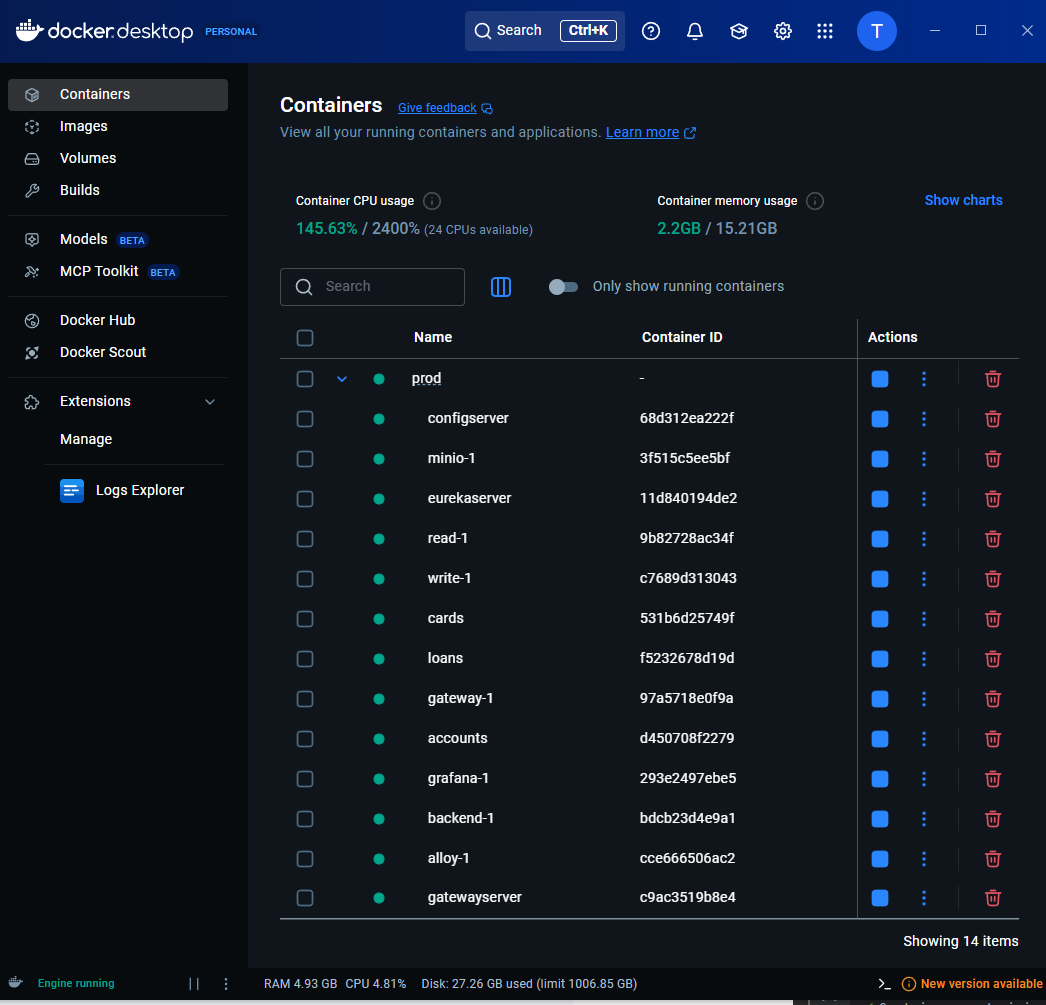 docker.desktop PERSONAL Search Ctrl+K T
Containers
Images
Volumes
Builds
Models BETA
MCP Toolkit BETA
Docker Hub
Docker Scout
Extensions
Manage
Logs Explorer
Containers Give feedback
View all your running containers and applications. Learn more
Container CPU usage Container memory usage Show charts
145.63% / 2400% (24 CPUs available) 2.2GB / 15.21GB
Search Only show running containers
Name Container ID Actions
prod -
configserver 68d312ea222f
minio-1 3f515c5ee5bf
eurekaserver 11d840194de2
read-1 9b82728ac34f
write-1 c7689d313043
cards 531b6d25749f
loans f5232678d19d
gateway-1 97a5718e0f9a
accounts d450708f2279
grafana-1 293e2497ebe5
backend-1 bdcb23d4e9a1
alloy-1 cce666506ac2
gatewayserver c9ac3519b8e4
Showing 14 items
Engine running RAM 4.93 GB CPU 4.81% Disk: 27.26 GB used (limit 1006.85 GB) New version available